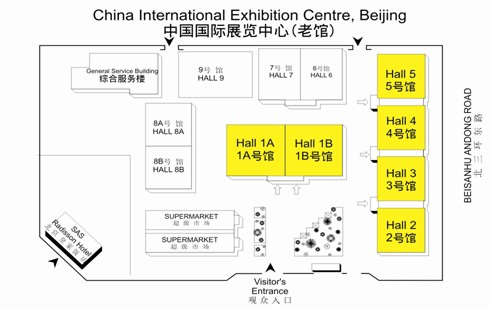 China International Exhibition Centre, Beijing
中国国际展览中心(老馆)
General Service Building
综合服务楼
9号 馆
HALL 9
7号 馆
HALL 7
6号 馆
HALL 6
Hall 5
5号馆
8A号 馆
HALL 8A
Hall 4
4号馆
Hall 1A
1A号馆
Hall 1B
1B号馆
8B号 馆
HALL 8B
Hall 3
3号馆
Hall 2
2号馆
BEISANHU ANDONG ROAD
北三环东路
SUPERMARKET
超级市场
SUPERMARKET
超级市场
SAS
Radisson Hotel
Visitor's
Entrance
观众入口